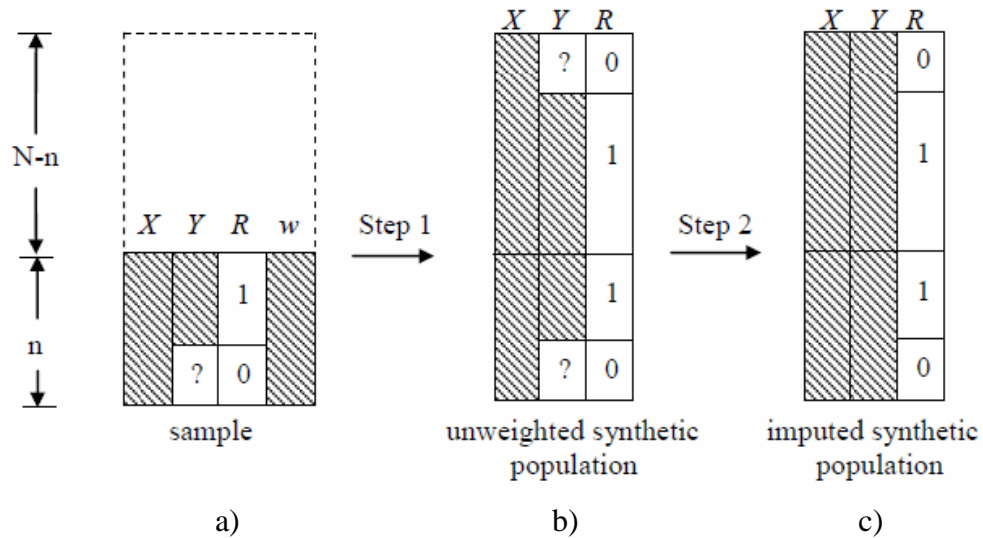 X Y R
X Y R
? 0
0
N-n
1
1
X Y R w
Step 1
Step 2
1
1
1
n
? 0
? 0
0
sample
unweighted synthetic
population
imputed synthetic
population
a)
b)
c)